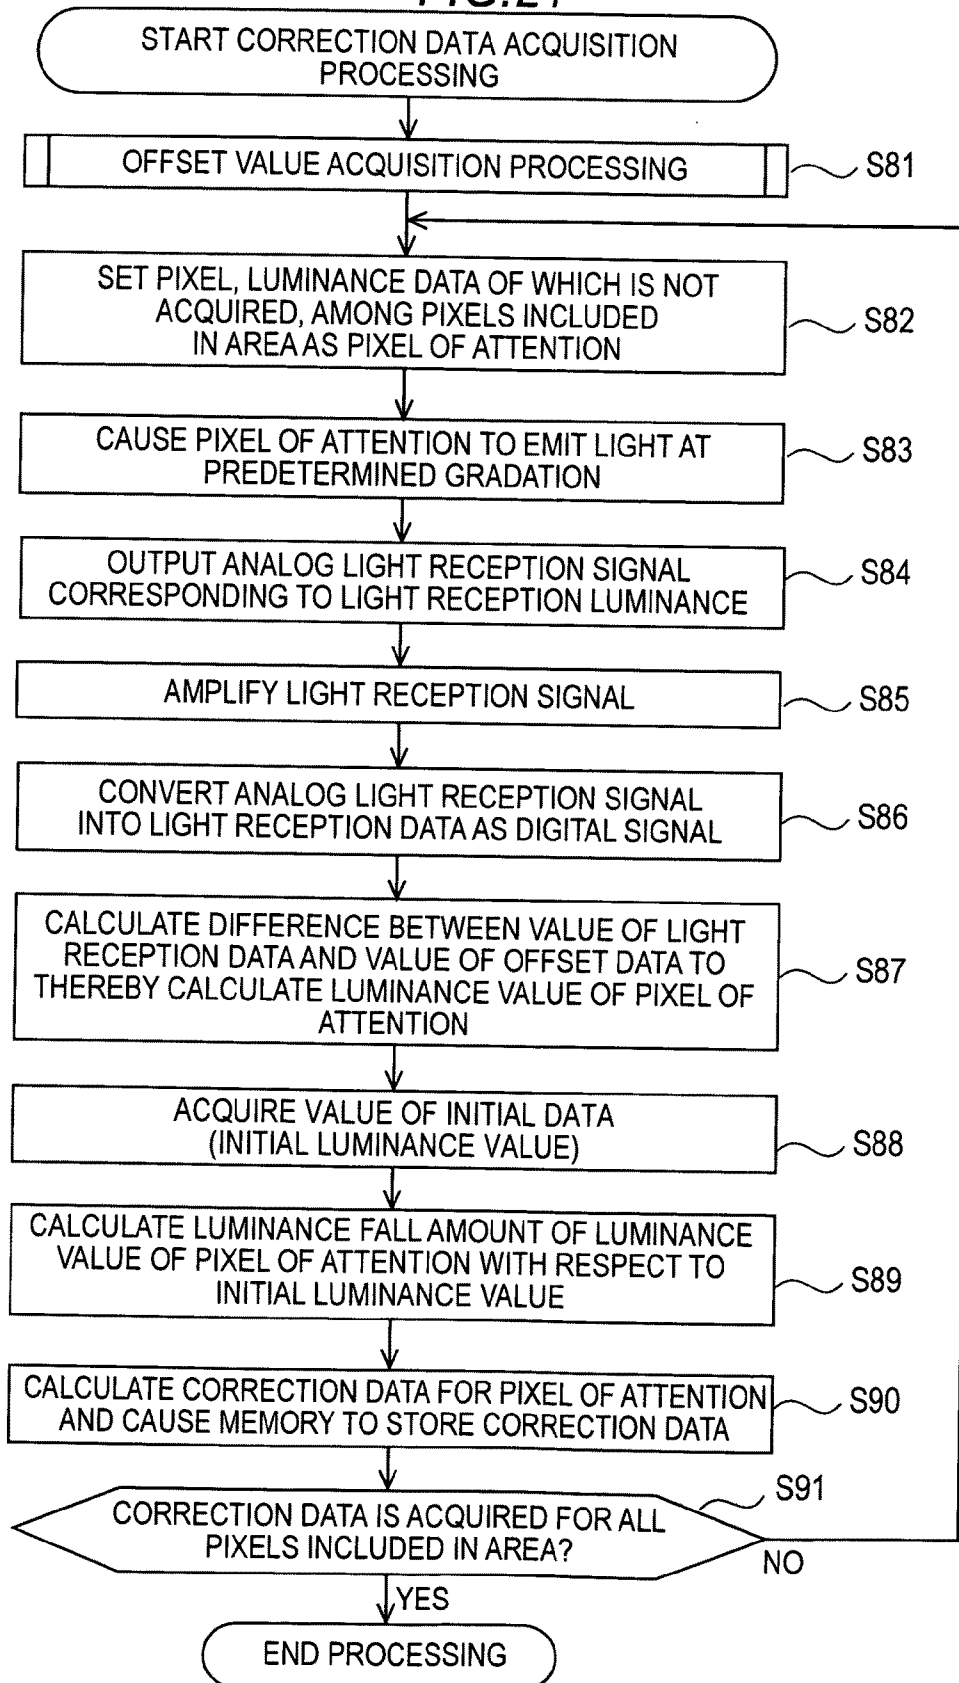 START CORRECTION DATA ACQUISITION
PROCESSING
OFFSET VALUE ACQUISITION PROCESSING
S81
SET PIXEL, LUMINANCE DATA OF WHICH IS NOT
ACQUIRED, AMONG PIXELS INCLUDED
IN AREA AS PIXEL OF ATTENTION
S82
CAUSE PIXEL OF ATTENTION TO EMIT LIGHT AT
PREDETERMINED GRADATION
S83
OUTPUT ANALOG LIGHT RECEPTION SIGNAL
CORRESPONDING TO LIGHT RECEPTION LUMINANCE
S84
AMPLIFY LIGHT RECEPTION SIGNAL
S85
CONVERT ANALOG LIGHT RECEPTION SIGNAL
INTO LIGHT RECEPTION DATA AS DIGITAL SIGNAL
S86
CALCULATE DIFFERENCE BETWEEN VALUE OF LIGHT
RECEPTION DATA AND VALUE OF OFFSET DATA TO
THEREBY CALCULATE LUMINANCE VALUE OF PIXEL OF
ATTENTION
S87
ACQUIRE VALUE OF INITIAL DATA
(INITIAL LUMINANCE VALUE)
S88
CALCULATE LUMINANCE FALL AMOUNT OF LUMINANCE
VALUE OF PIXEL OF ATTENTION WITH RESPECT TO
INITIAL LUMINANCE VALUE
S89
CALCULATE CORRECTION DATA FOR PIXEL OF ATTENTION
AND CAUSE MEMORY TO STORE CORRECTION DATA
S90
S91
CORRECTION DATA IS ACQUIRED FOR ALL
PIXELS INCLUDED IN AREA?
NO
YES
END PROCESSING